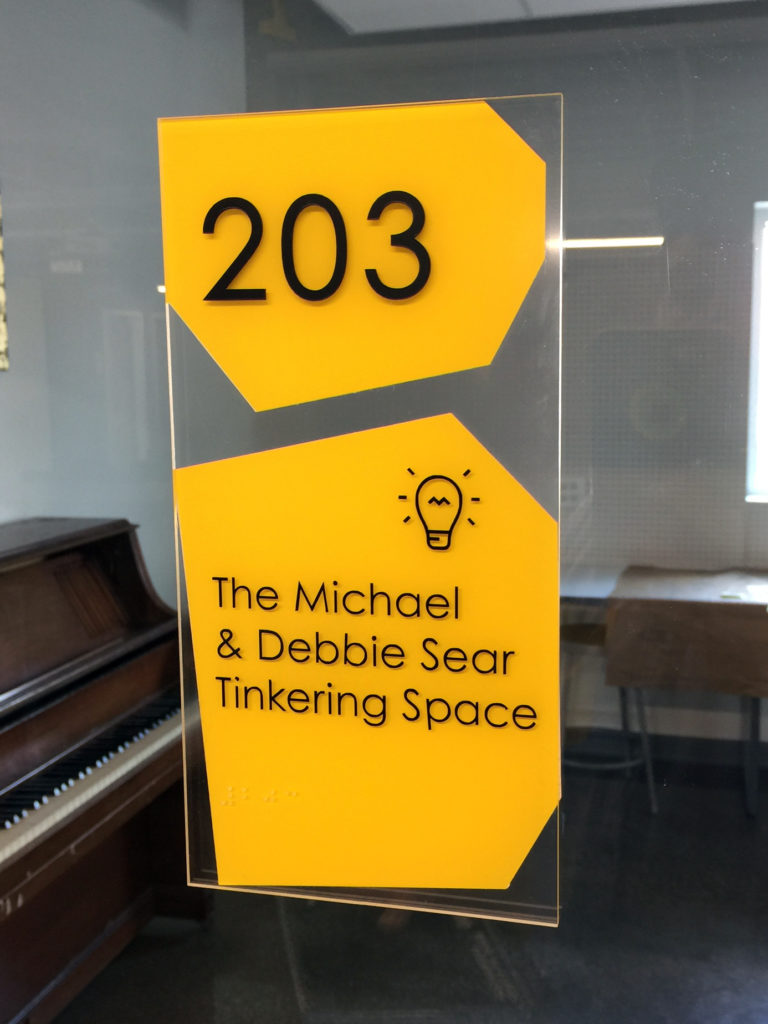 203
The Michael
& Debbie Sear
Tinkering Space